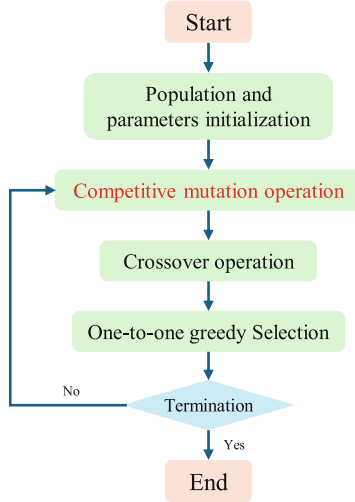 Start
Population and
parameters initialization
Competitive mutation operation
Crossover operation
One-to-one greedy Selection
No
Termination
Yes
End